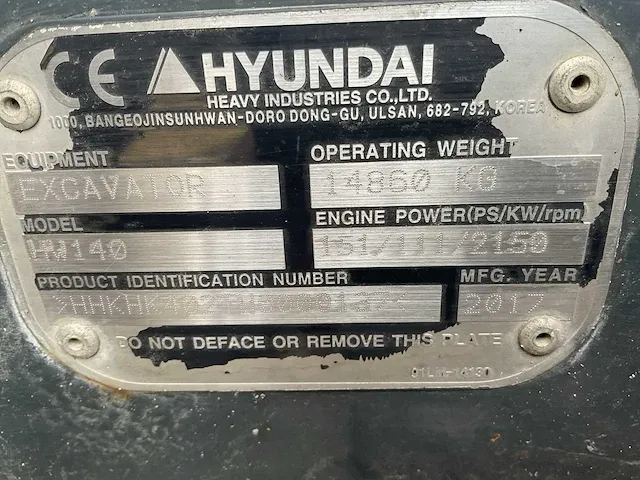 CE HYUNDAI
HEAVY INDUSTRIES CO.,LTD.
1000, BANGEOJINSUNHWAN-DORO DONG-GU, ULSAN, 682-792, KOREA
EQUIPMENT OPERATING WEIGHT
EXCAVATOR 14860 KG
MODEL ENGINE POWER(PS/KW/rpm)
HW140 151/111/2150
PRODUCT IDENTIFICATION NUMBER MFG. YEAR
2017
DO NOT DEFACE OR REMOVE THIS PLATE